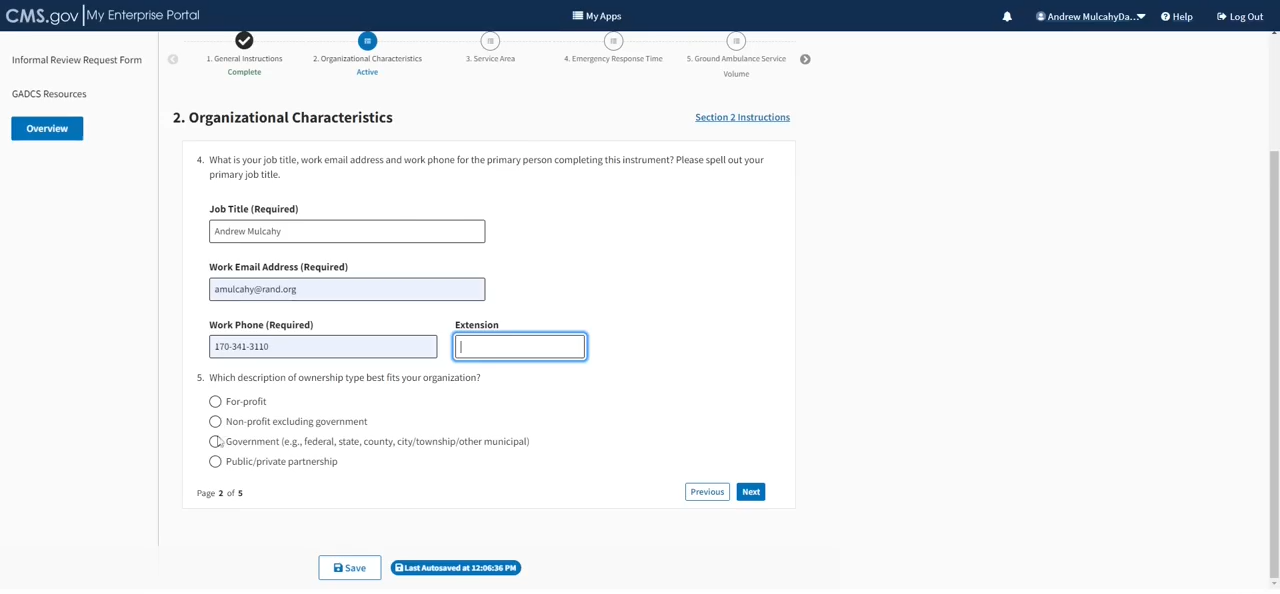 CMS.gov My Enterprise Portal
My Apps
Andrew MulcahyDa...
Help
Log Out
Informal Review Request Form
GADCS Resources
Overview
1. General Instructions
Complete
2. Organizational Characteristics
Active
3. Service Area
4. Emergency Response Time
5. Ground Ambulance Service
Volume
2. Organizational Characteristics
Section 2 Instructions
4. What is your job title, work email address and work phone for the primary person completing this instrument? Please spell out your
primary job title.
Job Title (Required)
Andrew Mulcahy
Work Email Address (Required)
amulcahy@rand.org
Work Phone (Required)
Extension
170-341-3110
5. Which description of ownership type best fits your organization?
For-profit
Non-profit excluding government
Government (e.g., federal, state, county, city/township/other municipal)
Public/private partnership
Page 2 of 5
Previous
Next
Save
Last Autosaved at 12:06:36 PM